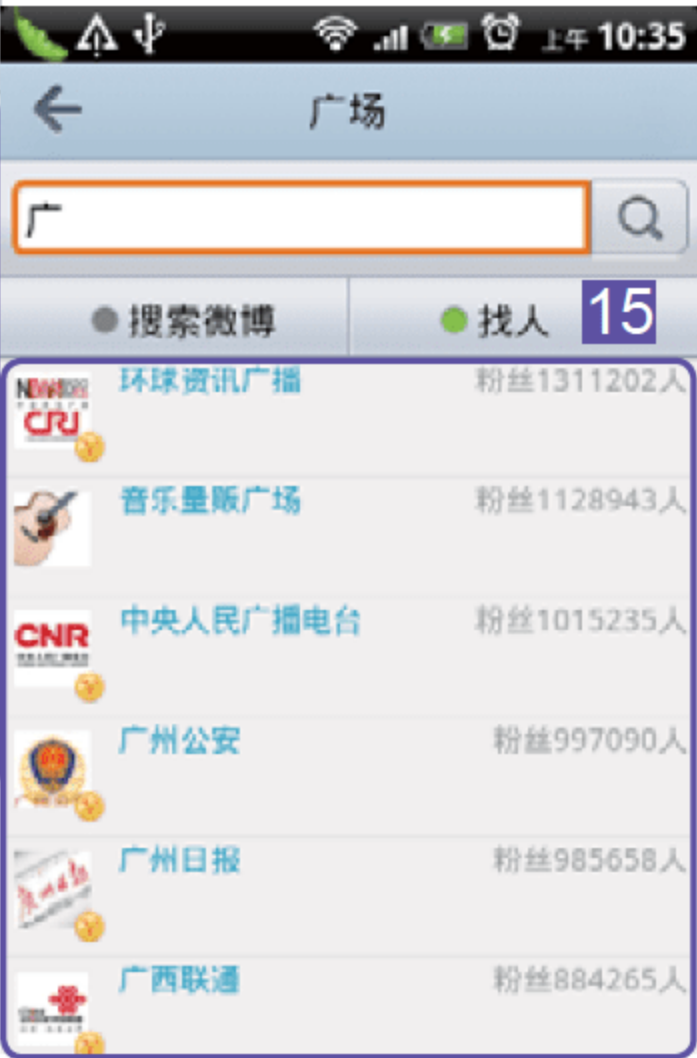 上午 10:35
广场
广
搜索微博
找人
15
环球资讯广播 粉丝1311202人
CRI
音乐量贩广场 粉丝1128943人
中央人民广播电台 粉丝1015235人
CNR
广州公安 粉丝997090人
广州日报 粉丝985658人
广西联通 粉丝884265人